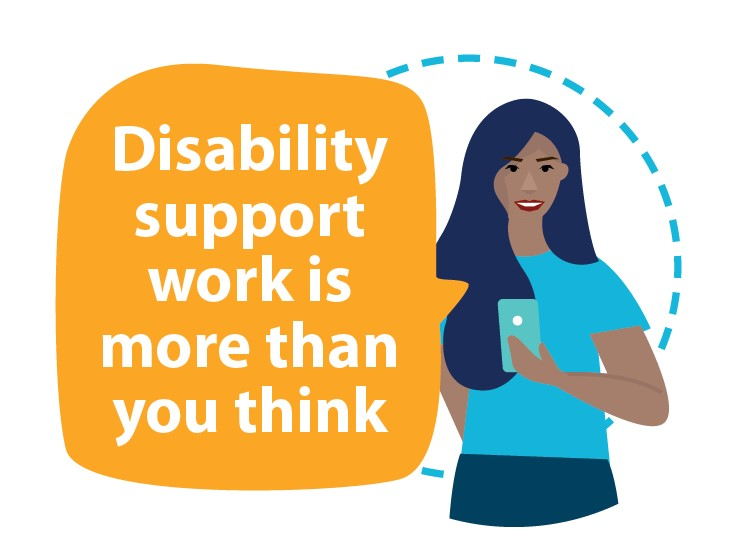 Disability
support
work is
more than
you think